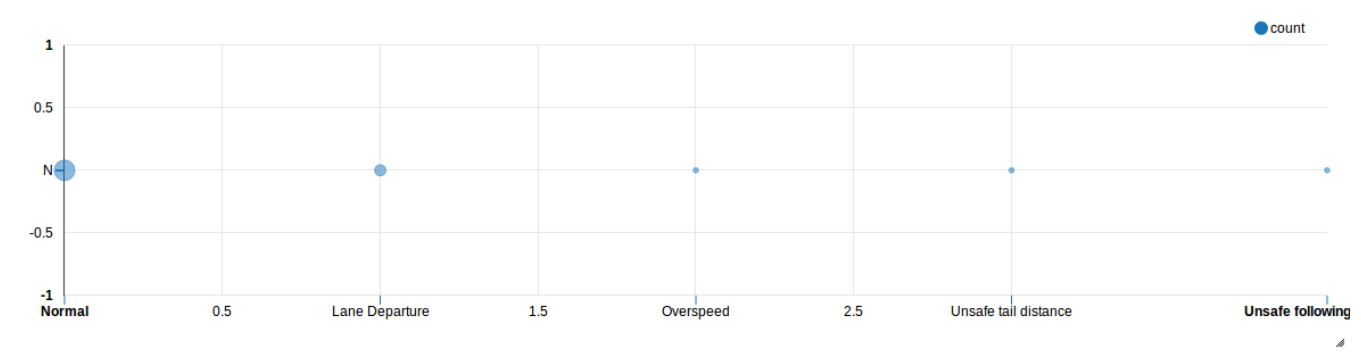 count
1
0.5
N
-0.5
-1
Normal 0.5 Lane Departure 1.5 Overspeed 2.5 Unsafe tail distance Unsafe following